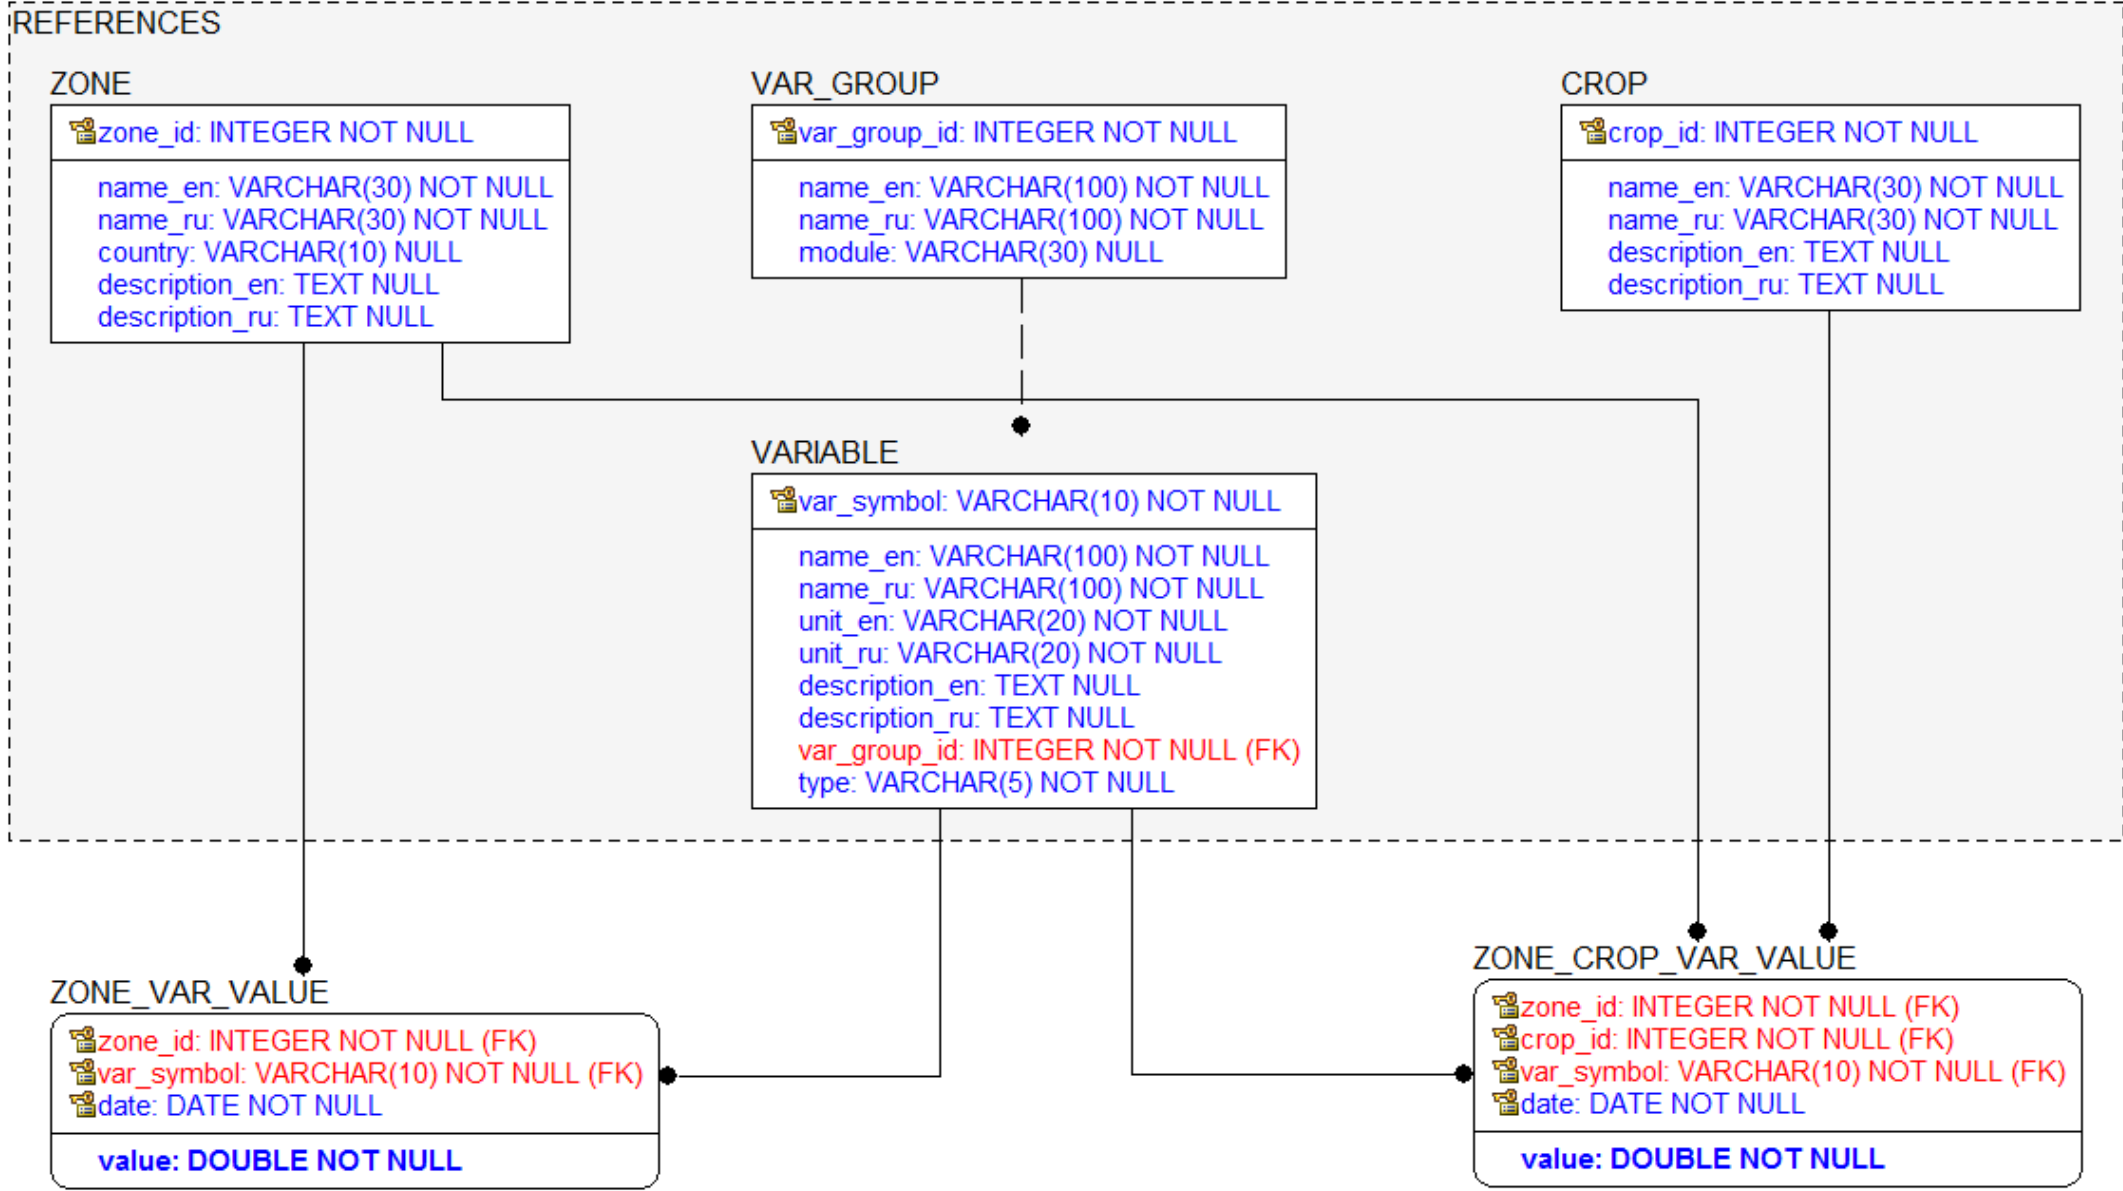 REFERENCES
ZONE
zone_id: INTEGER NOT NULL
name_en: VARCHAR(30) NOT NULL
name_ru: VARCHAR(30) NOT NULL
country: VARCHAR(10) NULL
description_en: TEXT NULL
description_ru: TEXT NULL
VAR_GROUP
var_group_id: INTEGER NOT NULL
name_en: VARCHAR(100) NOT NULL
name_ru: VARCHAR(100) NOT NULL
module: VARCHAR(30) NULL
CROP
crop_id: INTEGER NOT NULL
name_en: VARCHAR(30) NOT NULL
name_ru: VARCHAR(30) NOT NULL
description_en: TEXT NULL
description_ru: TEXT NULL
VARIABLE
var_symbol: VARCHAR(10) NOT NULL
name_en: VARCHAR(100) NOT NULL
name_ru: VARCHAR(100) NOT NULL
unit_en: VARCHAR(20) NOT NULL
unit_ru: VARCHAR(20) NOT NULL
description_en: TEXT NULL
description_ru: TEXT NULL
var_group_id: INTEGER NOT NULL (FK)
type: VARCHAR(5) NOT NULL
ZONE_VAR_VALUE
zone_id: INTEGER NOT NULL (FK)
var_symbol: VARCHAR(10) NOT NULL (FK)
date: DATE NOT NULL
value: DOUBLE NOT NULL
ZONE_CROP_VAR_VALUE
zone_id: INTEGER NOT NULL (FK)
crop_id: INTEGER NOT NULL (FK)
var_symbol: VARCHAR(10) NOT NULL (FK)
date: DATE NOT NULL
value: DOUBLE NOT NULL